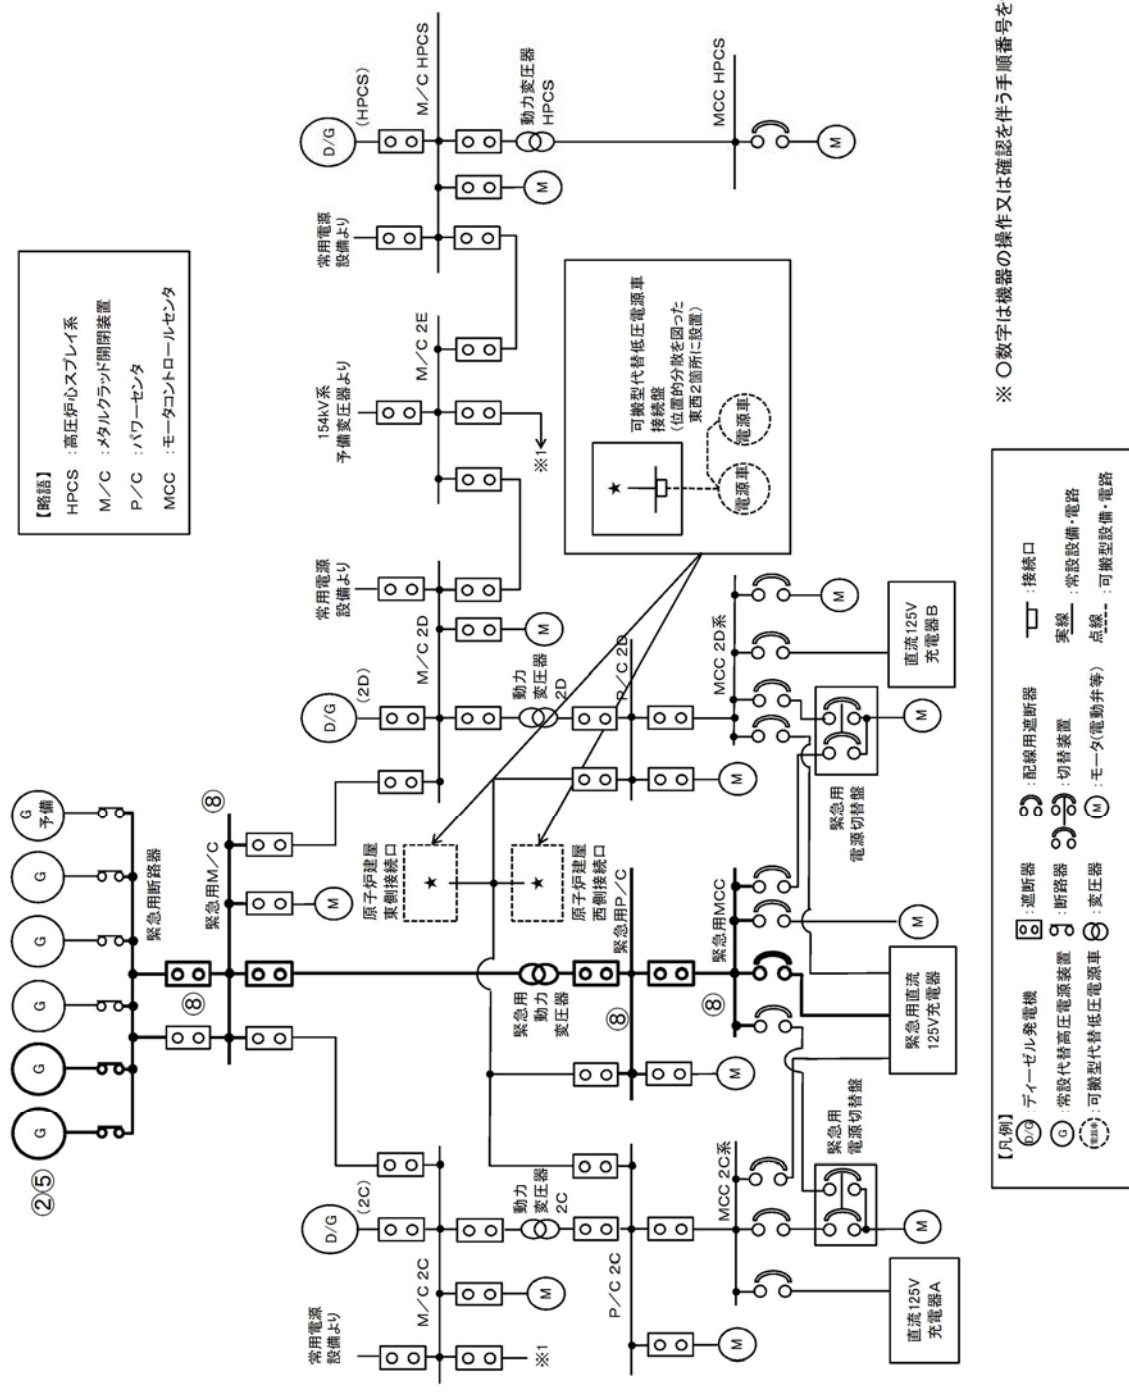 【略語】
HPCS :高圧炉心スプレイ系
M/C :メタルクラッド開閉装置
P/C :パワーセンタ
MCC :モータコントロールセンタ
②⑤
G
G
G
G
G
G
予備
緊急用断路器
⑧
緊急用M/C
⑧
M
常用電源
設備より
D/G
(2C)
M/C 2C
※1
M
動力
変圧器
2C
P/C 2C
M
MCC 2C系
直流125V
充電器A
M
緊急用
電源切替盤
緊急用
動力
変圧器
⑧
緊急用P/C
M
⑧
緊急用MCC
緊急用直流
125V充電器
M
原子炉建屋
東側接続口
★
原子炉建屋
西側接続口
★
D/G
(2D)
常用電源
設備より
M/C 2D
M
動力
変圧器
2D
P/C 2D
M
MCC 2D系
緊急用
電源切替盤
M
直流125V
充電器B
M
154kV系
予備変圧器より
M/C 2E
※1
常用電源
設備より
D/G
(HPCS)
M/C HPCS
M
動力変圧器
HPCS
MCC HPCS
M
可搬型代替低圧電源車
接続盤
(位置的分散を図った
東西2箇所に設置)
★
電源車
電源車
【凡例】
D/G :ディーゼル発電機
G :常設代替高圧電源装置
電源車 :可搬型代替低圧電源車
:遮断器
:断路器
:変圧器
:配線用遮断器
:切替装置
M :モータ(電動弁等)
:接続口
実線 :常設設備・電路
点線 :可搬型設備・電路
※ ○数字は機器の操作又は確認を伴う手順番号を